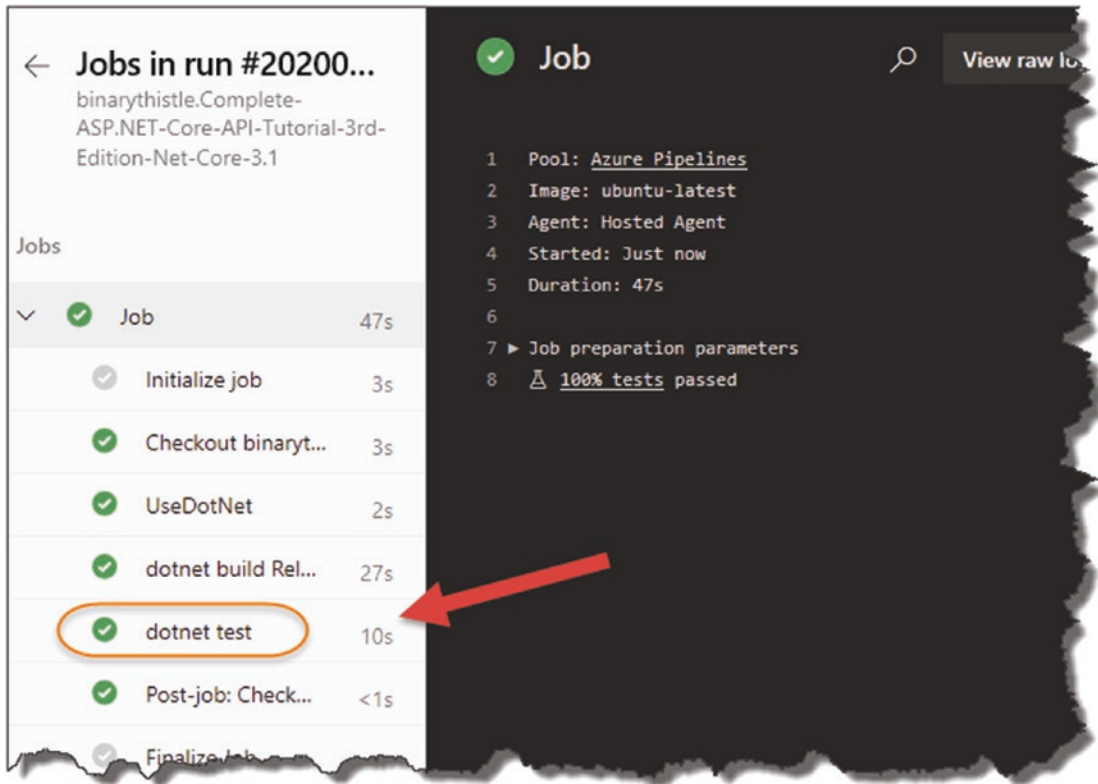 Jobs in run #20200...
binarythistle.Complete-
ASP.NET-Core-API-Tutorial-3rd-
Edition-Net-Core-3.1
Jobs
Job 47s
Initialize job 3s
Checkout binaryt... 3s
UseDotNet 2s
dotnet build Rel... 27s
dotnet test 10s
Post-job: Check... <1s
Finalize Job
Job
View raw lo
1 Pool: Azure Pipelines
2 Image: ubuntu-latest
3 Agent: Hosted Agent
4 Started: Just now
5 Duration: 47s
6
7 Job preparation parameters
8 100% tests passed